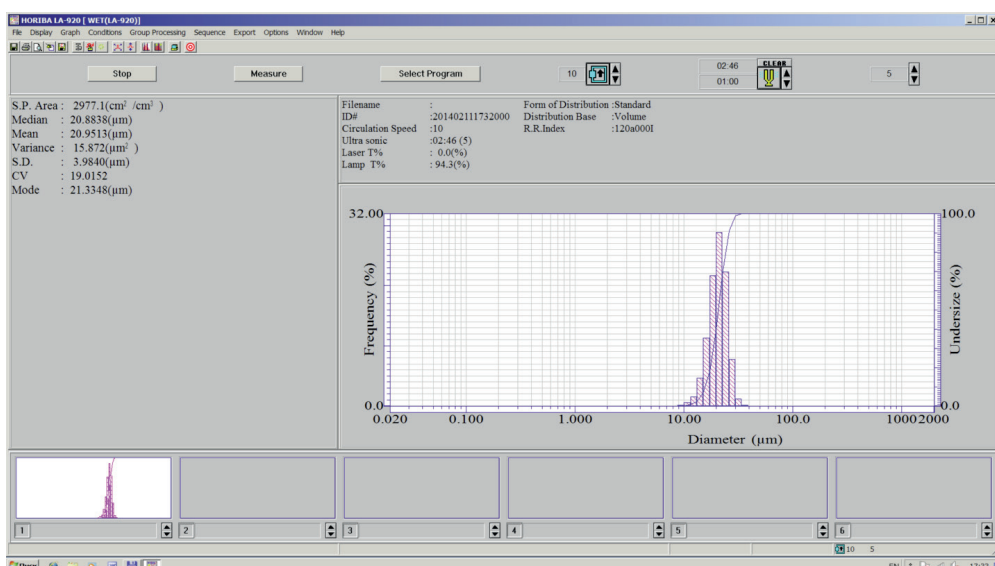 HORIBA LA-920 [ WET(LA-920)]
File Display Graph Conditions Group Processing Sequence Export Options Window Help
Stop Measure Select Program 10 02:46 01:00 CLEAR 5
S.P. Area : 2977.1(cm² /cm³ )
Median : 20.8838(µm)
Mean : 20.9513(µm)
Variance : 15.872(µm² )
S.D. : 3.9840(µm)
CV : 19.0152
Mode : 21.3348(µm)
Filename :
ID# :201402111732000
Circulation Speed :10
Ultra sonic :02:46 (5)
Laser T% : 0.0(%)
Lamp T% : 94.3(%)
Form of Distribution :Standard
Distribution Base :Volume
R.R.Index :120a000I
32.00
100.0
Frequency (%)
Undersize (%)
0.0
0.0
0.020 0.100 1.000 10.00 100.0 1000 2000
Diameter (µm)
1 2 3 4 5 6
10 5